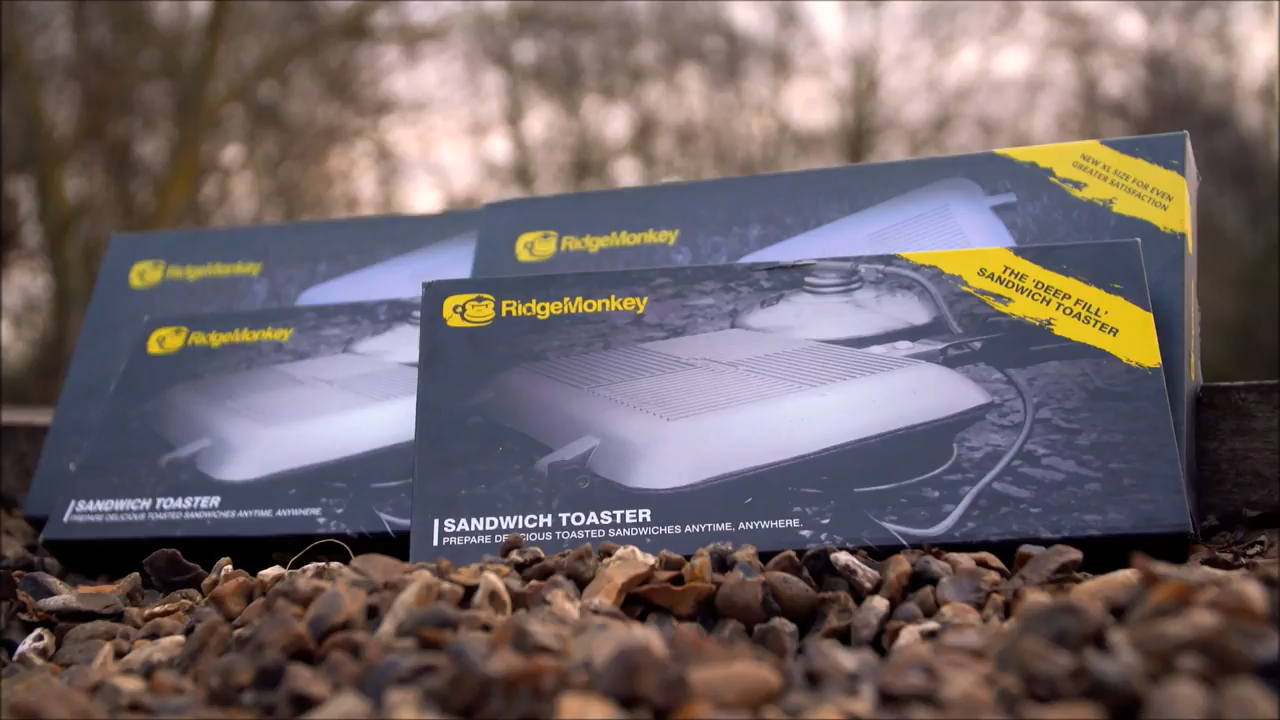 RidgeMonkey
NEW XL SIZE FOR EVEN
GREATER SATISFACTION
RidgeMonkey
RidgeMonkey
SANDWICH TOASTER
PREPARE DELICIOUS TOASTED SANDWICHES ANYTIME, ANYWHERE.
RidgeMonkey
THE 'DEEP FILL'
SANDWICH TOASTER
SANDWICH TOASTER
PREPARE DELICIOUS TOASTED SANDWICHES ANYTIME, ANYWHERE.